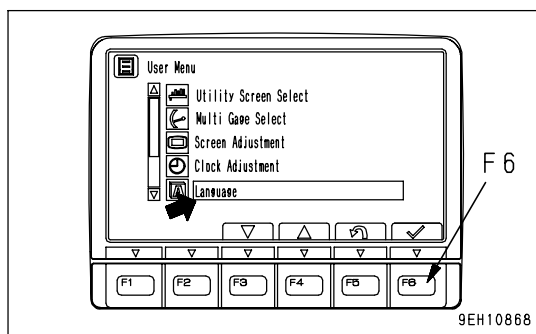 User Menu
Utility Screen Select
Multi Gage Select
Screen Adjustment
Clock Adjustment
A
Language
F6
F1 F2 F3 F4 F5 F6
9EH10868